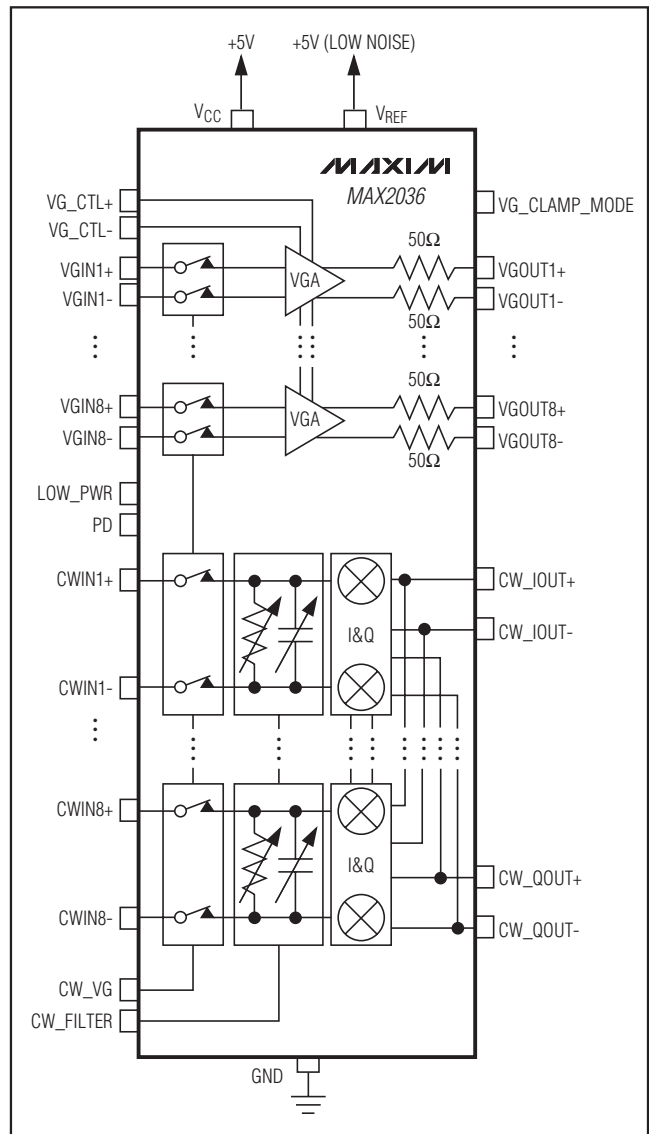 +5V
+5V (LOW NOISE)
VCC
VREF
MAXIM
MAX2036
VG_CTL+
VG_CTL-
VG_CLAMP_MODE
50Ω
VGIN1+
VGA
VGOUT1+
VGIN1-
VGOUT1-
50Ω
50Ω
VGIN8+
VGA
VGOUT8+
VGIN8-
VGOUT8-
50Ω
LOW_PWR
PD
CWIN1+
CW_IOUT+
I&Q
CW_IOUT-
CWIN1-
CWIN8+
I&Q
CW_QOUT+
CWIN8-
CW_QOUT-
CW_VG
CW_FILTER
GND